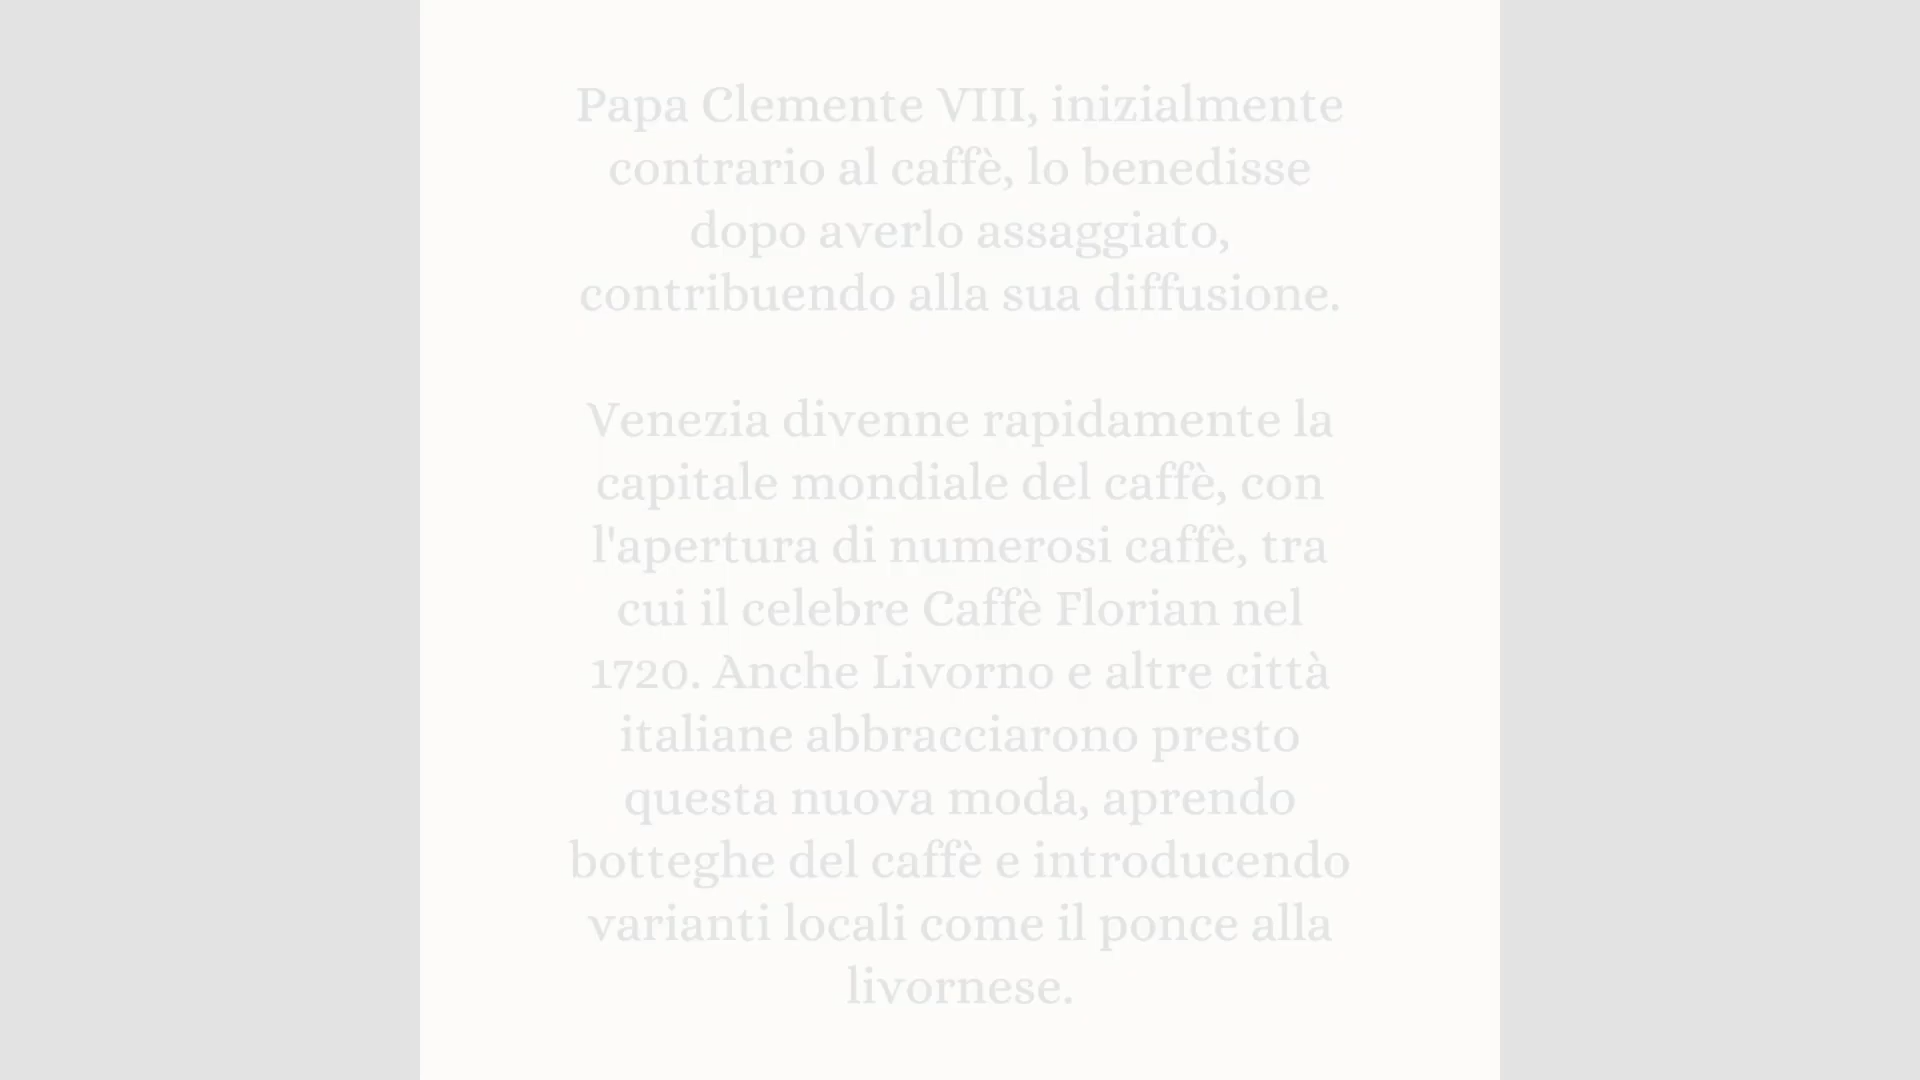 Papa Clemente VIII, inizialmente
contrario al caffè, lo benedisse
dopo averlo assaggiato,
contribuendo alla sua diffusione.
Venezia divenne rapidamente la
capitale mondiale del caffè, con
l'apertura di numerosi caffè, tra
cui il celebre Caffè Florian nel
1720. Anche Livorno e altre città
italiane abbracciarono presto
questa nuova moda, aprendo
botteghe del caffè e introducendo
varianti locali come il ponce alla
livornese.